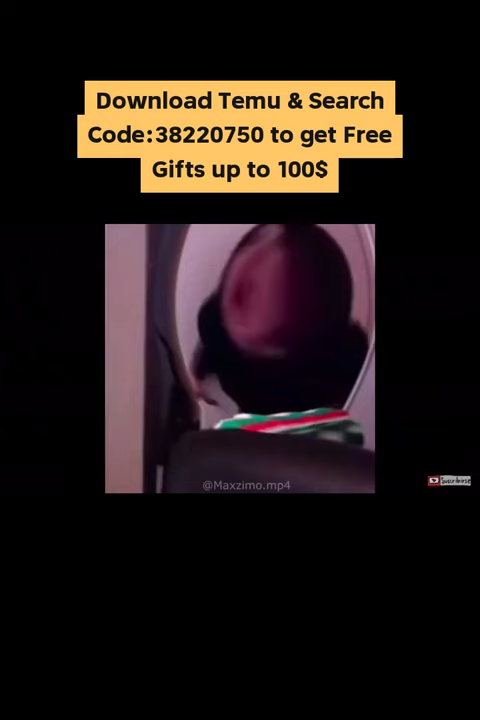 Download Temu & Search
Code:38220750 to get Free
Gifts up to 100$
@Maxzimo.mp4